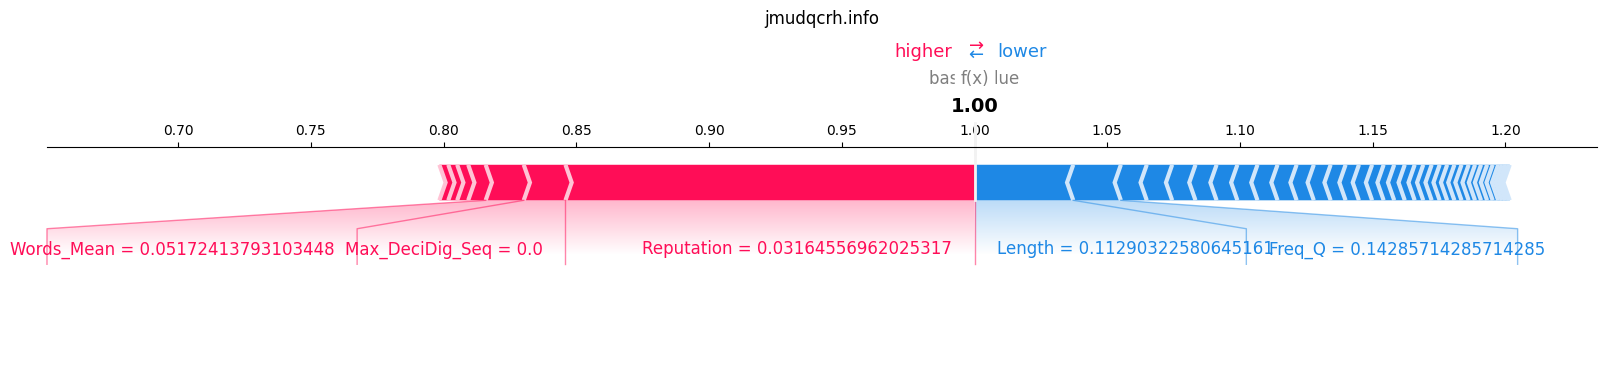 jmudqcrh.info
higher ⇄ lower
f(x) lue
1.00
0.70 0.75 0.80 0.85 0.90 0.95 1.00 1.05 1.10 1.15 1.20
Words_Mean = 0.05172413793103448 Max_DeciDig_Seq = 0.0 Reputation = 0.03164556962025317 Length = 0.11290322580645161 Freq_Q = 0.14285714285714285